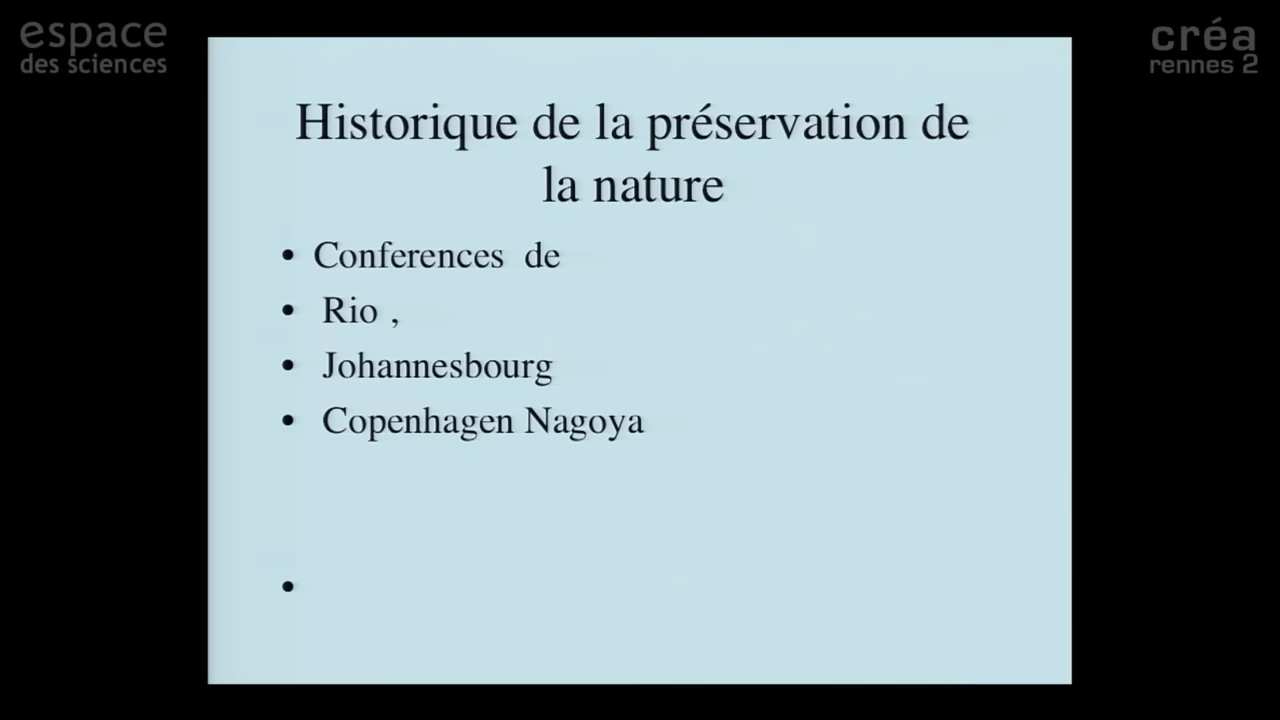 espace
des sciences
créa
rennes 2
Historique de la préservation de
la nature
• Conferences de
• Rio ,
• Johannesbourg
• Copenhagen Nagoya
•